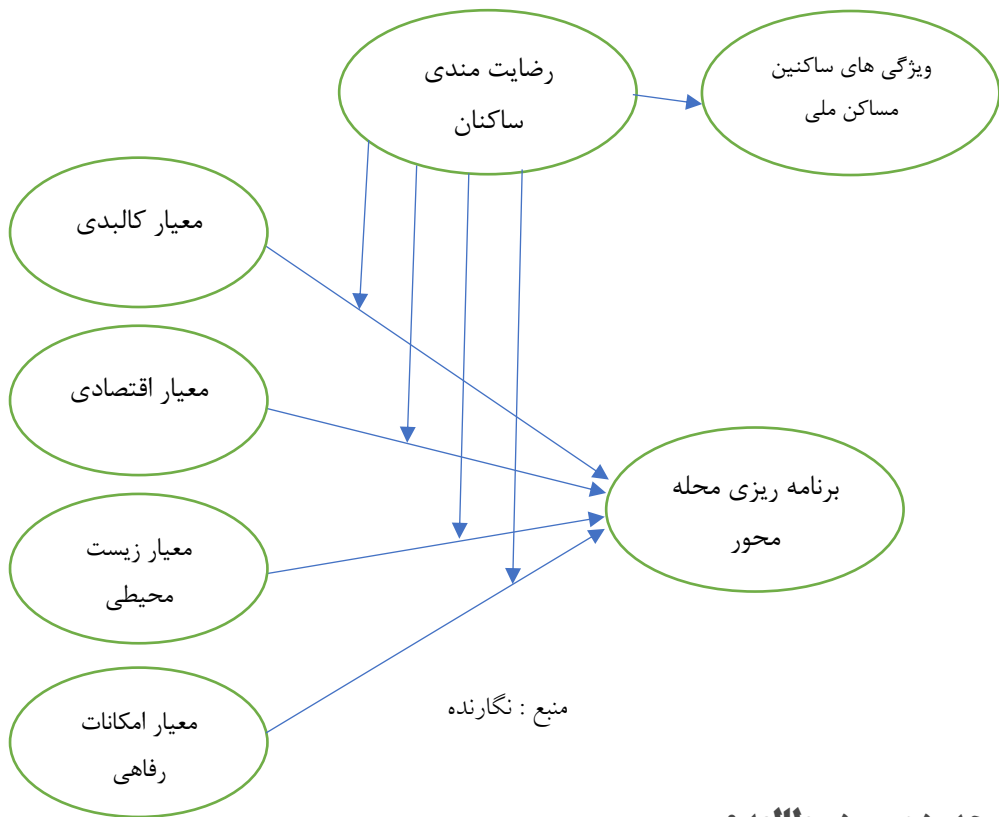 رضایت مندی
ساکنان
ویژگی های ساکنین
مساکن ملی
معیار کالبدی
معیار اقتصادی
معیار زیست
محیطی
معیار امکانات
رفاهی
برنامه ریزی محله
محور
منبع : نگارنده